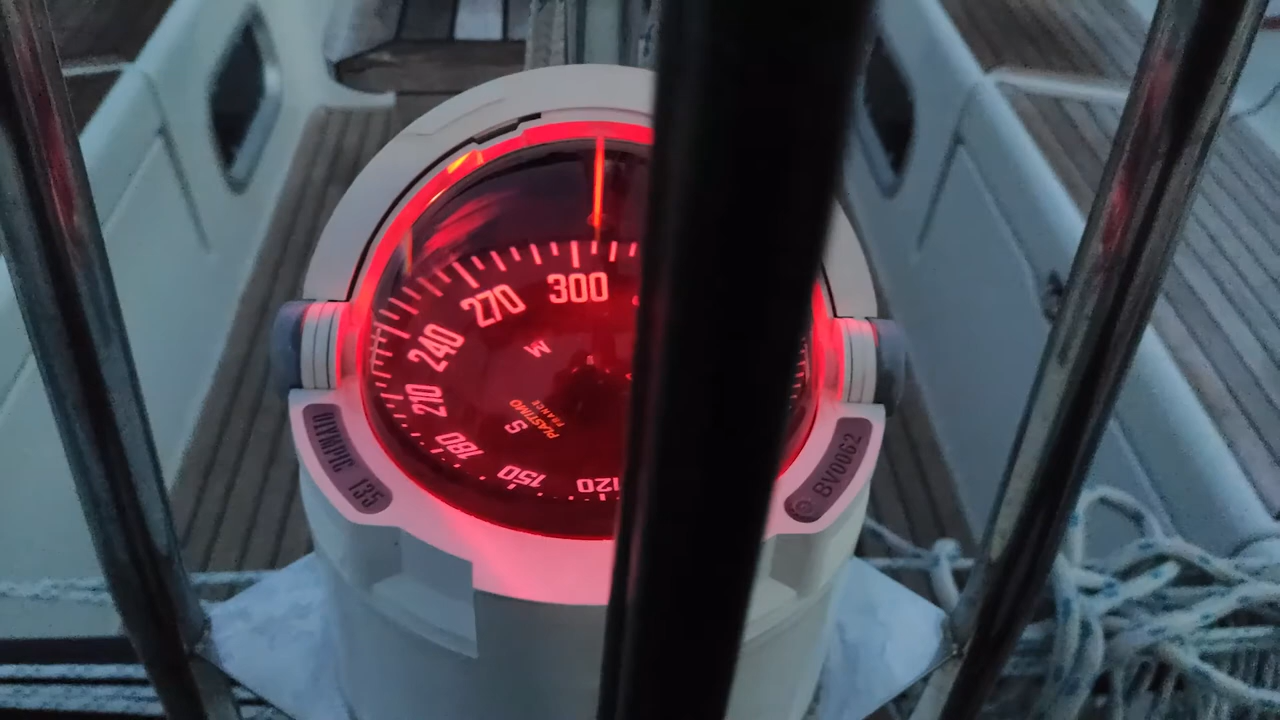 300
270
240
210
180
150
120
W
S
PLASTIMO
FRANCE
OLYMPIC 135
BV0062